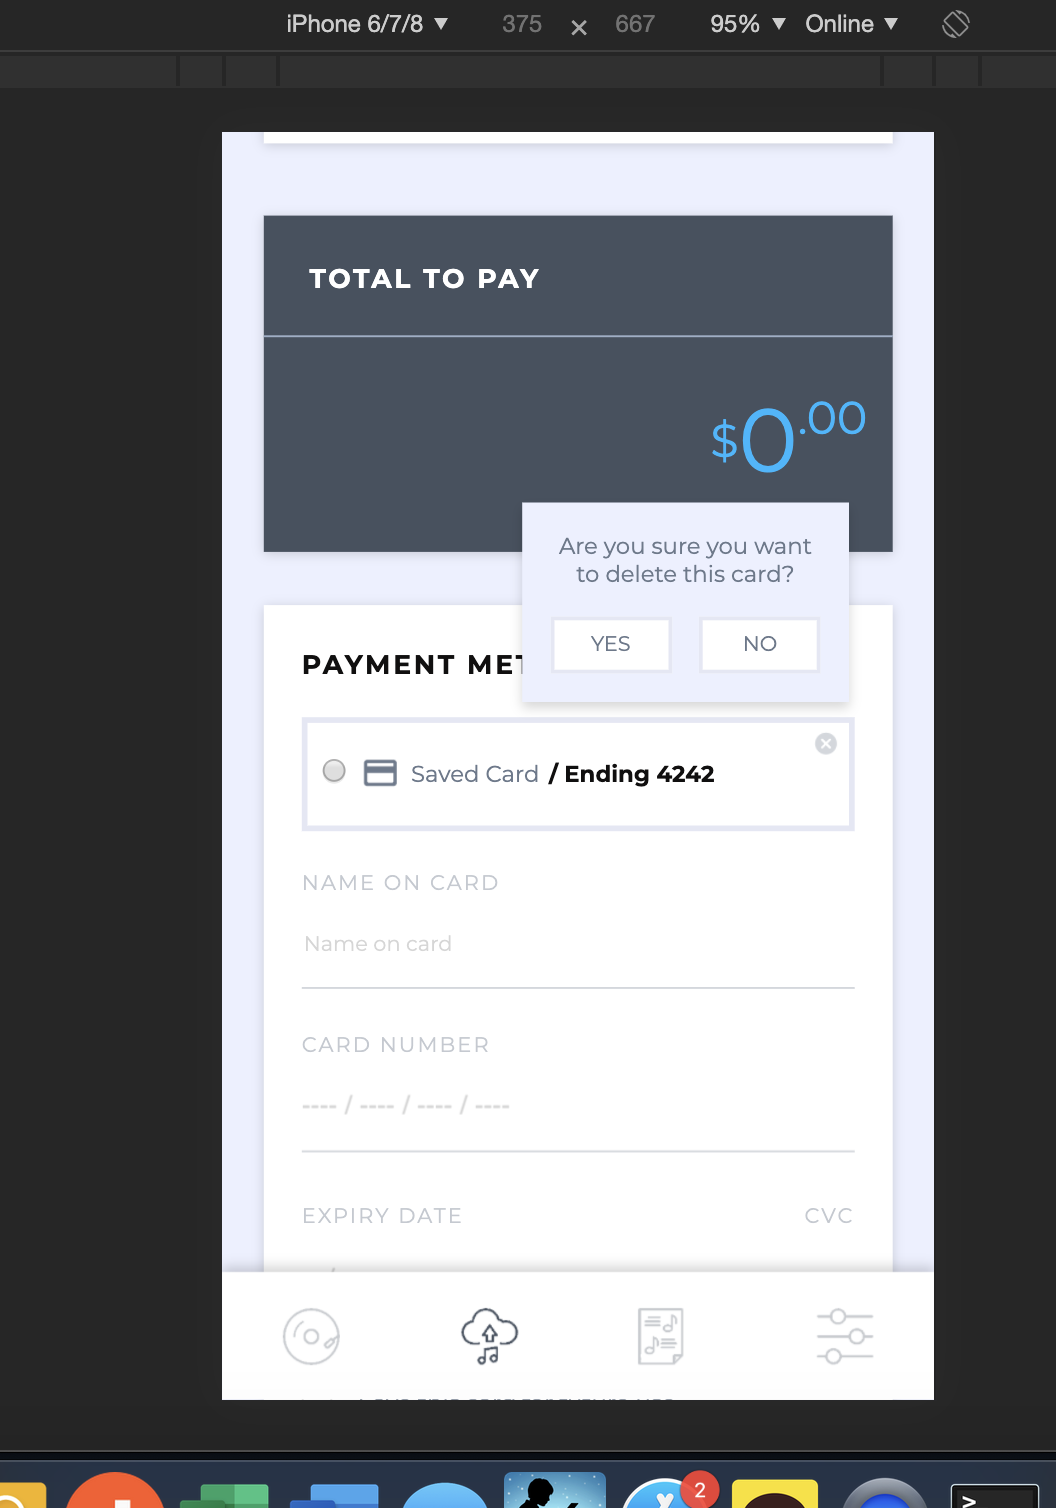 iPhone 6/7/8 ▼ 375 × 667 95% ▼ Online ▼
TOTAL TO PAY
$0.00
Are you sure you want
to delete this card?
YES NO
PAYMENT MET
Saved Card / Ending 4242
NAME ON CARD
Name on card
CARD NUMBER
---- / ---- / ---- / ----
EXPIRY DATE CVC
2